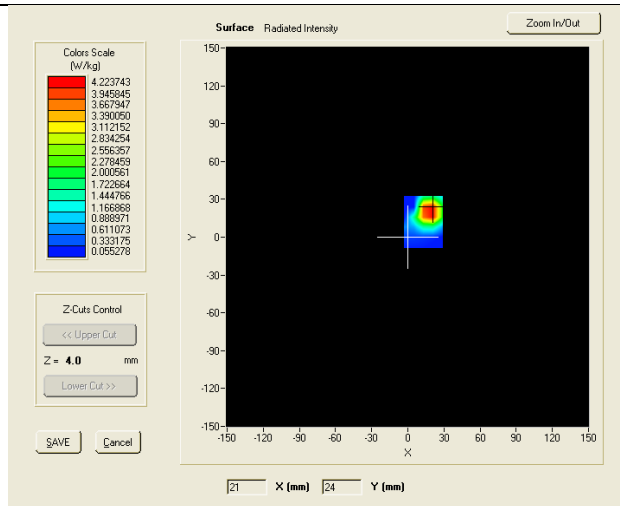 Surface Radiated Intensity
Zoom In/Out
Colors Scale
(W/kg)
4.223743
3.945845
3.667947
3.390050
3.112152
2.834254
2.556357
2.278459
2.000561
1.722664
1.444766
1.166868
0.888971
0.611073
0.333175
0.055278
Z-Cuts Control
<< Upper Cut
Z = 4.0 mm
Lower Cut >>
SAVE Cancel
150
120
90
60
30
0
-30
-60
-90
-120
-150
Y
-150 -120 -90 -60 -30 0 30 60 90 120 150
X
21 X (mm) 24 Y (mm)